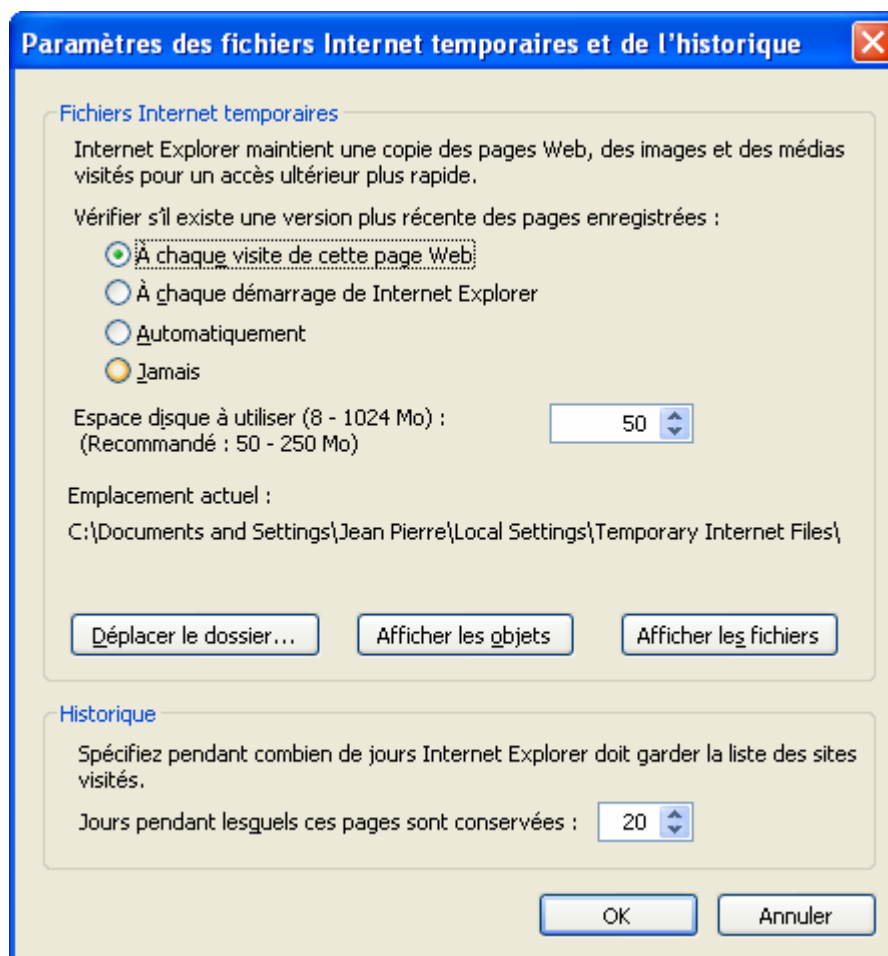 Paramètres des fichiers Internet temporaires et de l'historique
Fichiers Internet temporaires
Internet Explorer maintient une copie des pages Web, des images et des médias
visités pour un accès ultérieur plus rapide.
Vérifier s'il existe une version plus récente des pages enregistrées :
À chaque visite de cette page Web
À chaque démarrage de Internet Explorer
Automatiquement
Jamais
Espace disque à utiliser (8 - 1024 Mo) : 50
(Recommandé : 50 - 250 Mo)
Emplacement actuel :
C:\Documents and Settings\Jean Pierre\Local Settings\Temporary Internet Files\
Déplacer le dossier... Afficher les objets Afficher les fichiers
Historique
Spécifiez pendant combien de jours Internet Explorer doit garder la liste des sites
visités.
Jours pendant lesquels ces pages sont conservées : 20
OK Annuler